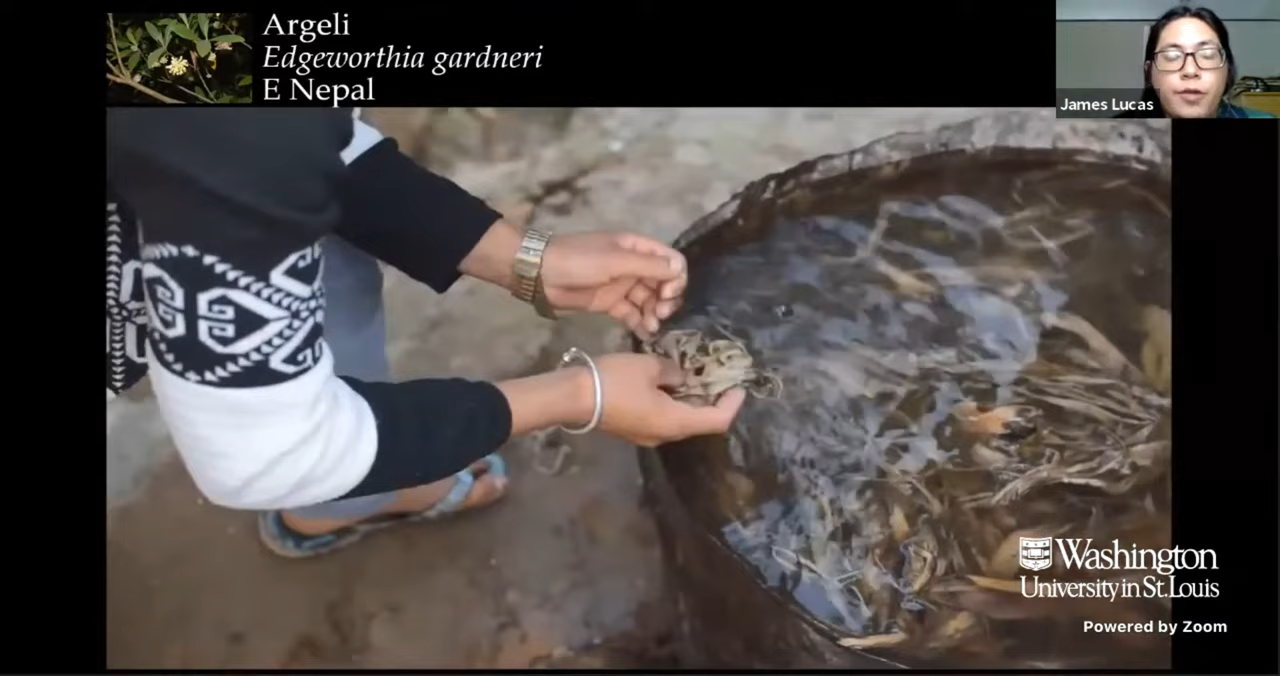 Argeli
Edgeworthia gardneri
E Nepal
James Lucas
Washington
University in St. Louis
Powered by Zoom